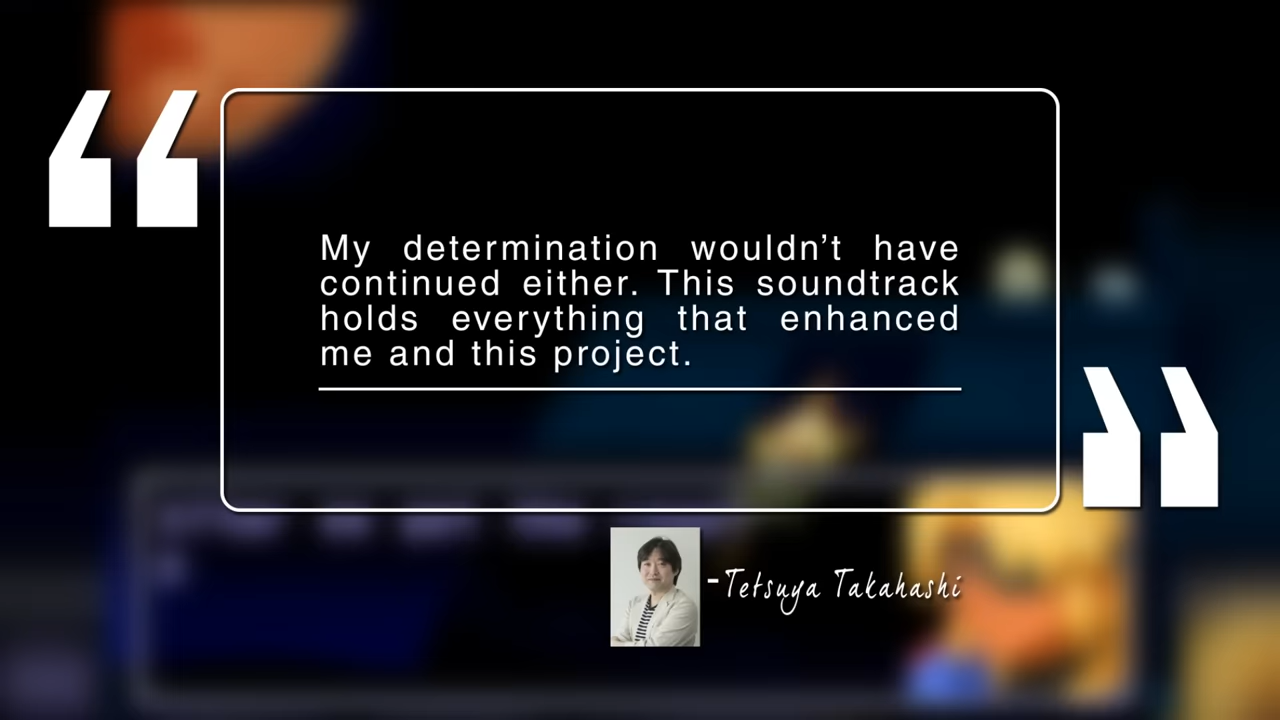 “
My determination wouldn’t have
continued either. This soundtrack
holds everything that enhanced
me and this project.
”
-Tetsuya Takahashi